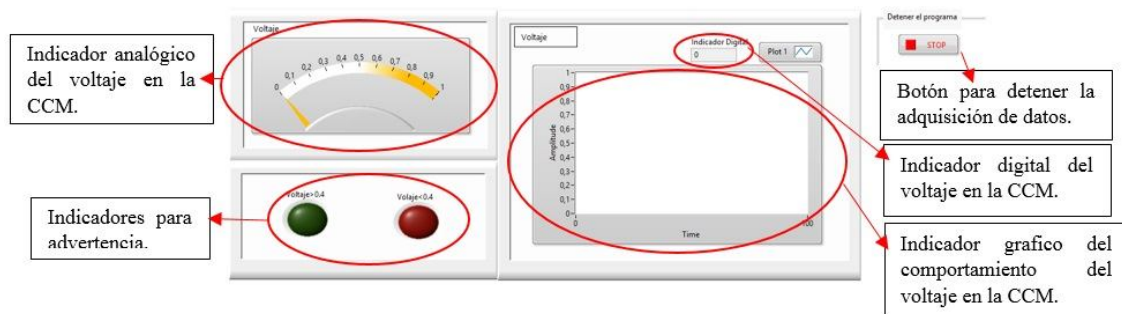 Indicador analógico
del voltaje en la
CCM.
Voltaje
0 0,1 0,2 0,3 0,4 0,5 0,6 0,7 0,8 0,9 1
Indicadores para
advertencia.
Voltaje>0.4
Volaje<0.4
Voltaje
Indicador Digital
0
Plot 1
Amplitude
1
0,9
0,8
0,7
0,6
0,5
0,4
0,3
0,2
0,1
0
0 100
Time
Detener el programa
STOP
Botón para detener la
adquisición de datos.
Indicador digital del
voltaje en la CCM.
Indicador grafico del
comportamiento del
voltaje en la CCM.